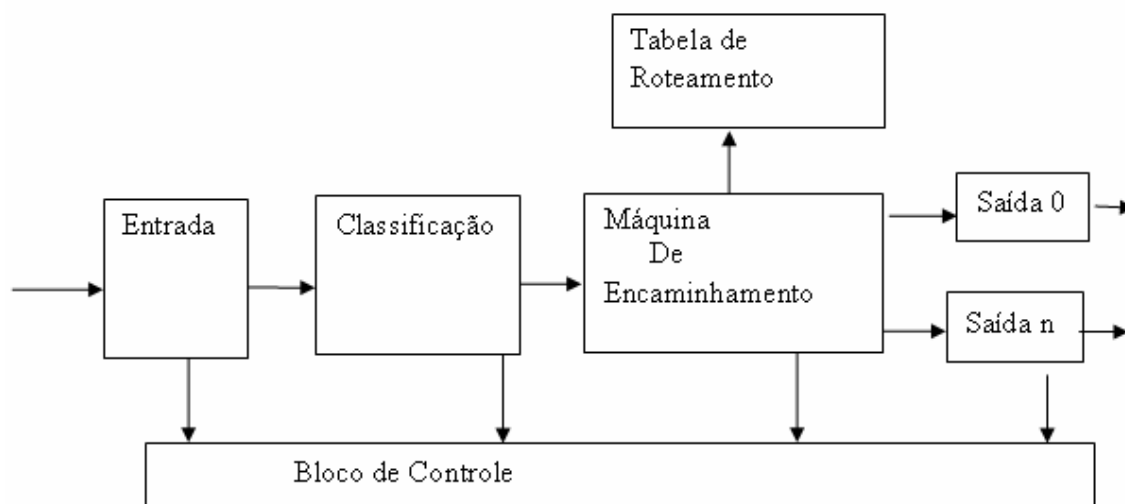 Tabela de
Roteamento
Entrada
Classificação
Máquina
De
Encaminhamento
Saída 0
Saída n
Bloco de Controle